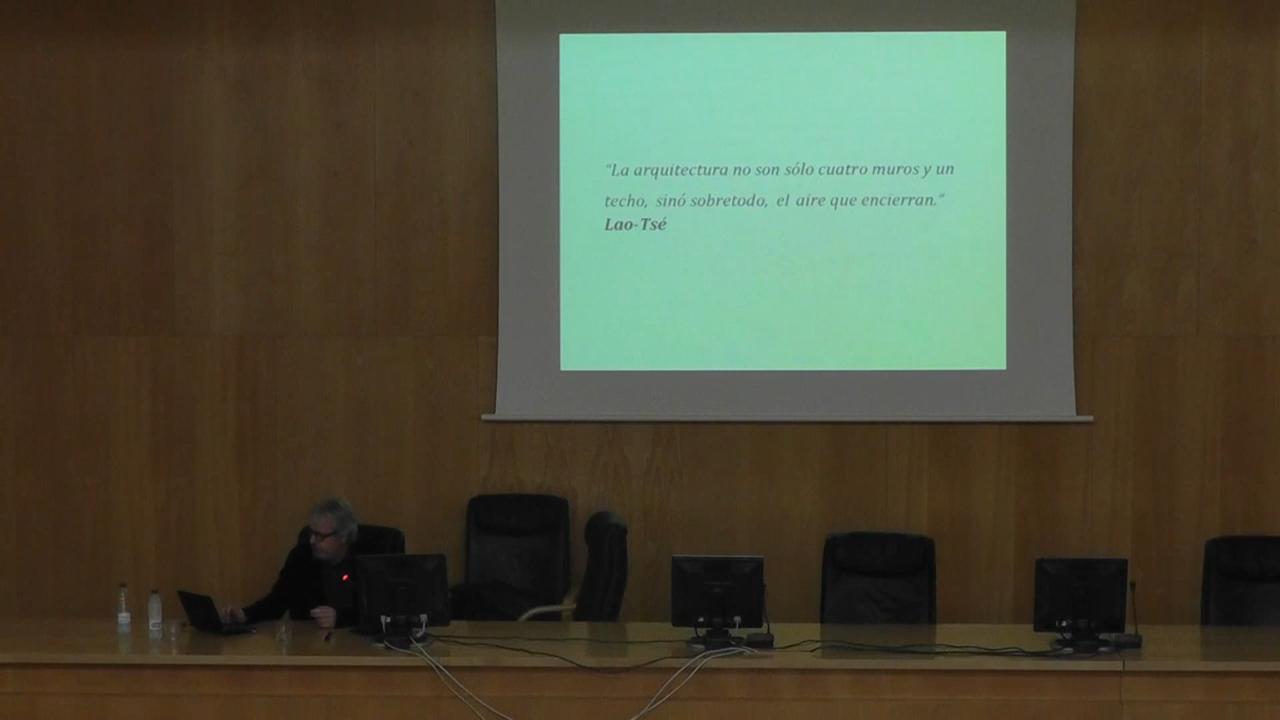 “La arquitectura no son sólo cuatro muros y un
techo, sinó sobretodo, el aire que encierran.”
Lao-Tsé